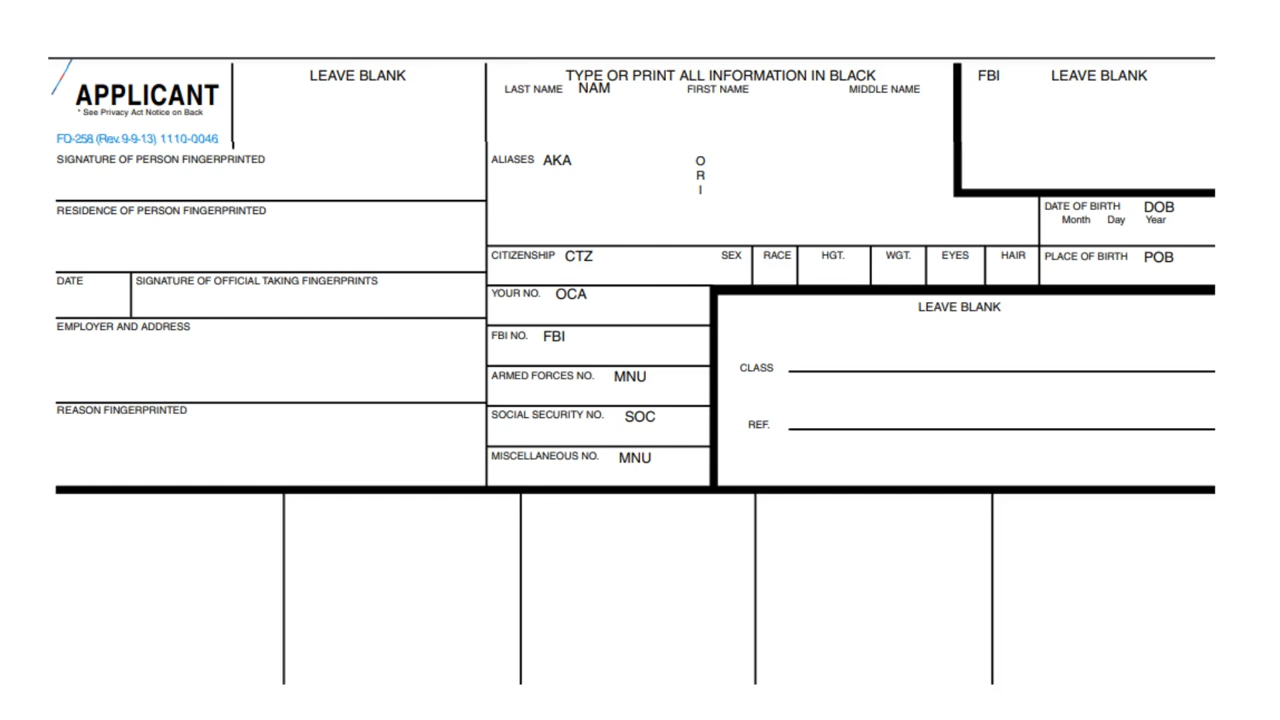 APPLICANT
* See Privacy Act Notice on Back
FD-258 (Rev. 9-9-13) 1110-0046
LEAVE BLANK
TYPE OR PRINT ALL INFORMATION IN BLACK
LAST NAME NAM FIRST NAME MIDDLE NAME
FBI LEAVE BLANK
SIGNATURE OF PERSON FINGERPRINTED
ALIASES AKA
O
R
I
RESIDENCE OF PERSON FINGERPRINTED
DATE OF BIRTH DOB
Month Day Year
CITIZENSHIP CTZ SEX RACE HGT. WGT. EYES HAIR PLACE OF BIRTH POB
DATE SIGNATURE OF OFFICIAL TAKING FINGERPRINTS
YOUR NO. OCA
LEAVE BLANK
EMPLOYER AND ADDRESS
FBI NO. FBI
CLASS
ARMED FORCES NO. MNU
REASON FINGERPRINTED
SOCIAL SECURITY NO. SOC
REF.
MISCELLANEOUS NO. MNU